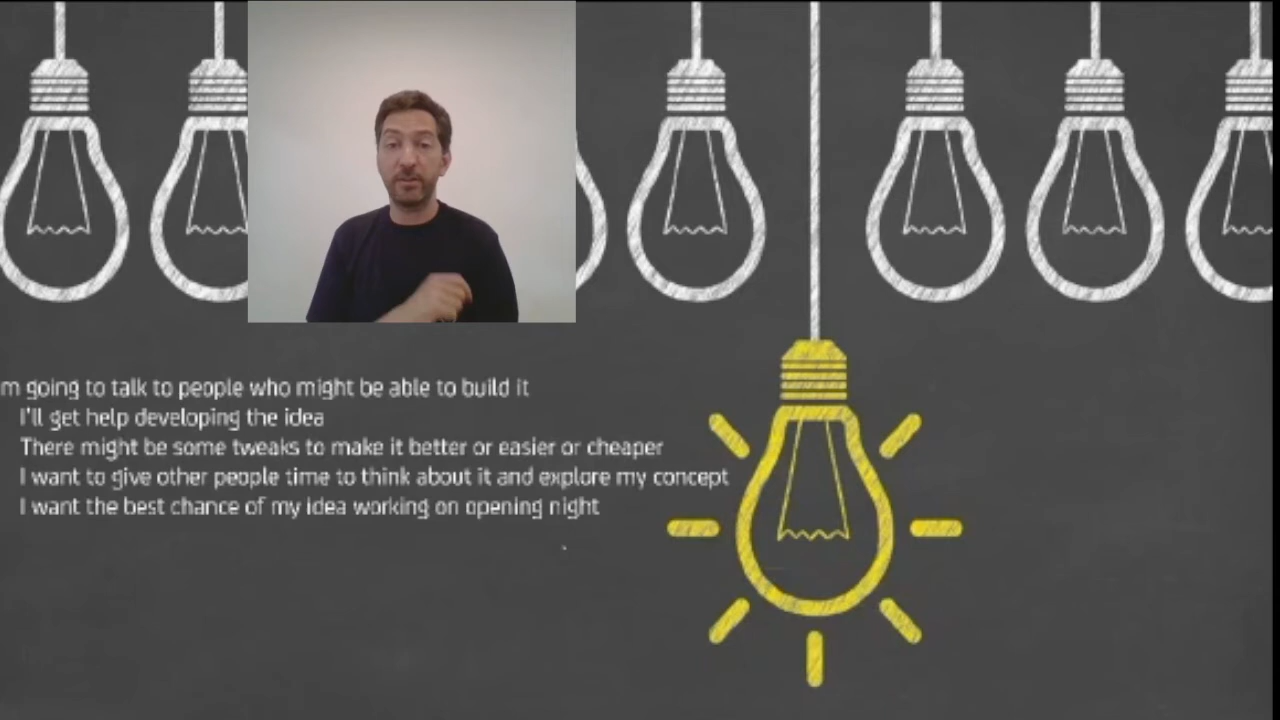 m going to talk to people who might be able to build it
I'll get help developing the idea
There might be some tweaks to make it better or easier or cheaper
I want to give other people time to think about it and explore my concept
I want the best chance of my idea working on opening night